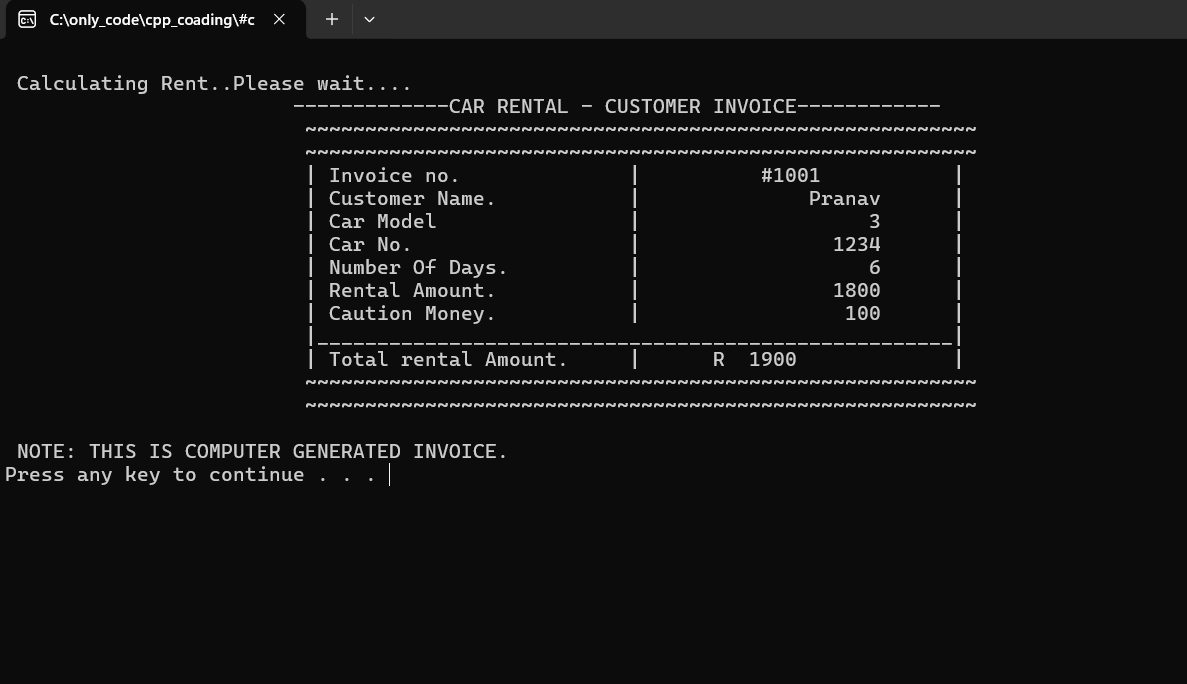 C:\only_code\cpp_coading\#c
Calculating Rent..Please wait....
-------------CAR RENTAL - CUSTOMER INVOICE------------
~~~~~~~~~~~~~~~~~~~~~~~~~~~~~~~~~~~~~~~~~~~~~~~~~~~~~~~~
~~~~~~~~~~~~~~~~~~~~~~~~~~~~~~~~~~~~~~~~~~~~~~~~~~~~~~~~
| Invoice no. | #1001 |
| Customer Name. | Pranav |
| Car Model | 3 |
| Car No. | 1234 |
| Number Of Days. | 6 |
| Rental Amount. | 1800 |
| Caution Money. | 100 |
|_____________________________________________________|
| Total rental Amount. | R 1900 |
~~~~~~~~~~~~~~~~~~~~~~~~~~~~~~~~~~~~~~~~~~~~~~~~~~~~~~~~
~~~~~~~~~~~~~~~~~~~~~~~~~~~~~~~~~~~~~~~~~~~~~~~~~~~~~~~~
NOTE: THIS IS COMPUTER GENERATED INVOICE.
Press any key to continue . . .